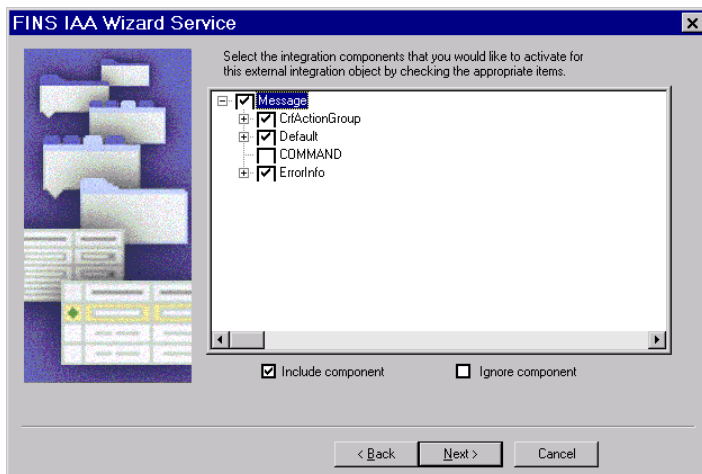 FINS IAA Wizard Service
Select the integration components that you would like to activate for
this external integration object by checking the appropriate items.
Message
CrfActionGroup
Default
COMMAND
ErrorInfo
Include component
Ignore component
< Back
Next >
Cancel